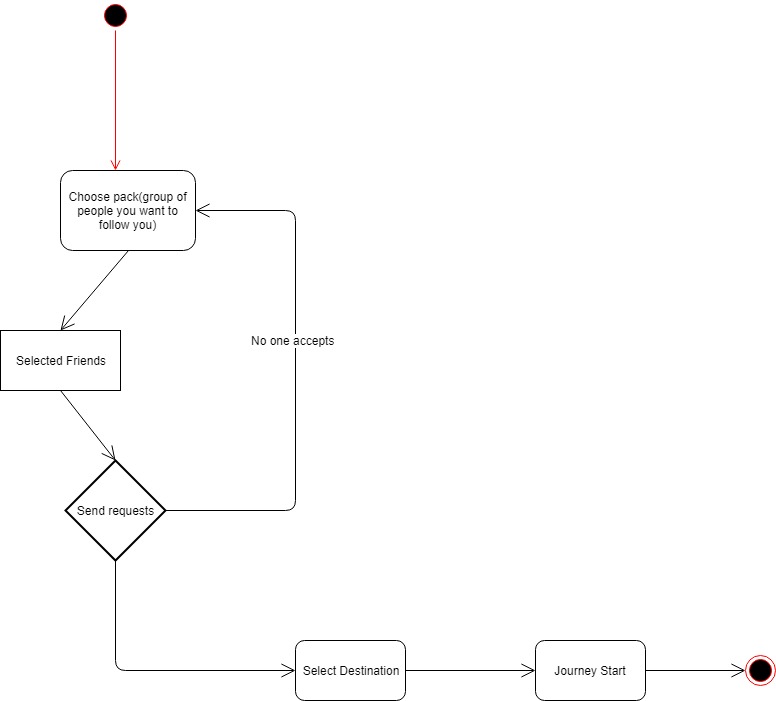 Choose pack(group of
people you want to
follow you)
No one accepts
Selected Friends
Send requests
Select Destination
Journey Start